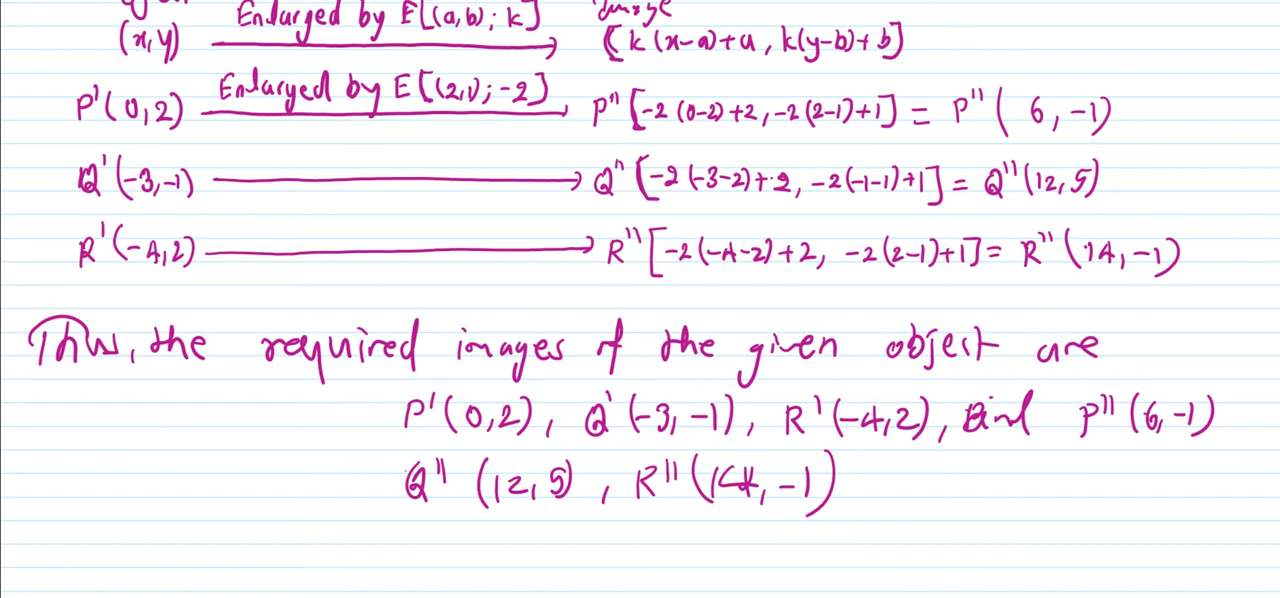 Enlarged by E[(a,b); k] Image
(x,y) ⟶ [k(x-a)+a, k(y-b)+b]
P'(0,2) Enlarged by E[(2,1); -2] ⟶ P"[-2(0-2)+2, -2(2-1)+1] = P"(6,-1)
Q'(-3,-1) ⟶ Q"[-2(-3-2)+2, -2(-1-1)+1] = Q"(12,5)
R'(-4,2) ⟶ R"[-2(-4-2)+2, -2(2-1)+1] = R"(14,-1)
Thus, the required images of the given object are
P'(0,2), Q'(-3,-1), R'(-4,2), and P"(6,-1)
Q"(12,5), R"(14,-1)